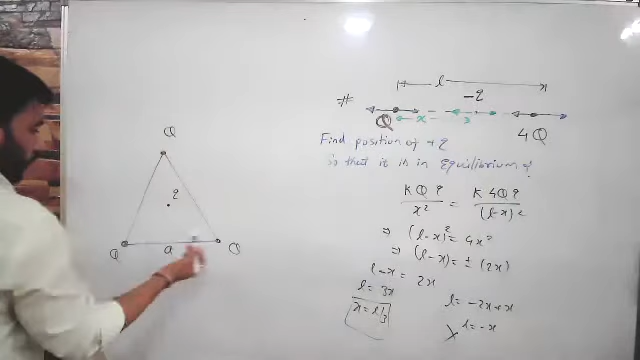 Q
q
Q
a
Q
#
l
-q
Q
x
4Q
Find position of +q
so that it is in Equilibrium?
KQq/x² = K4Qq/(l-x)²
⇒ (l-x)² = 4x²
⇒ (l-x) = ± (2x)
l-x = 2x
l = 3x
x = l/3
l = -2x+x
l = -x